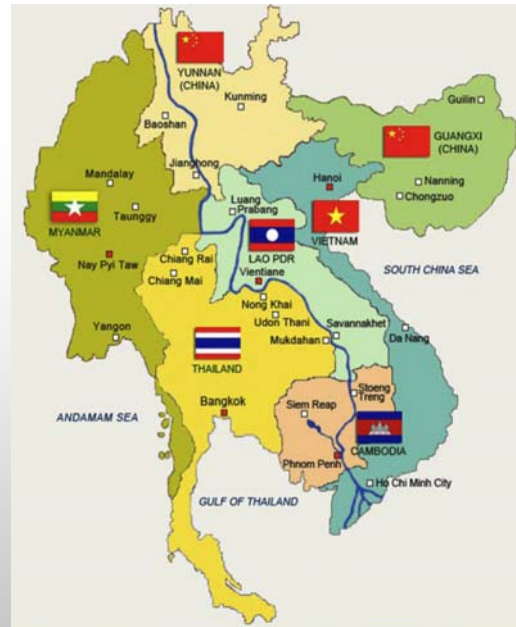 YUNNAN
(CHINA)
Kunming
Baoshan
Jianghong
Guilin
GUANGXI
(CHINA)
Nanning
Chongzuo
Mandalay
Taunggy
MYANMAR
Nay Pyi Taw
Yangon
Hanoi
VIETNAM
Luang
Prabang
LAO PDR
Vientiane
Chiang Rai
Chiang Mai
Nong Khai
Udon Thani
Mukdahan
Savannakhet
Da Nang
SOUTH CHINA SEA
THAILAND
Bangkok
ANDAMAM SEA
Siem Reap
Stoeng
Treng
CAMBODIA
Phnom Penh
Ho Chi Minh City
GULF OF THAILAND